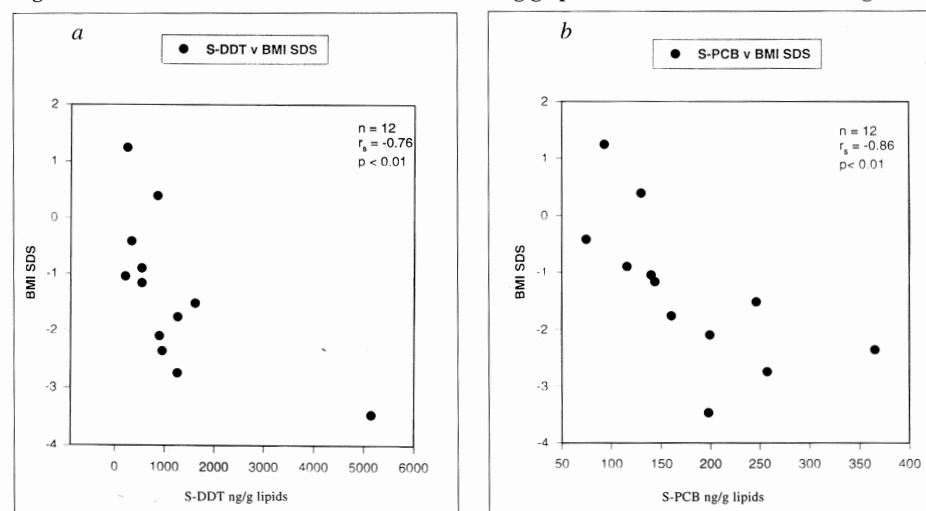 a
S-DDT v BMI SDS
2
1
0
-1
-2
-3
-4
BMI SDS
n = 12
rs = -0.76
p < 0.01
0 1000 2000 3000 4000 5000 6000
S-DDT ng/g lipids
b
S-PCB v BMI SDS
2
1
0
-1
-2
-3
-4
BMI SDS
n = 12
rs = -0.86
p < 0.01
50 100 150 200 250 300 350 400
S-PCB ng/g lipids